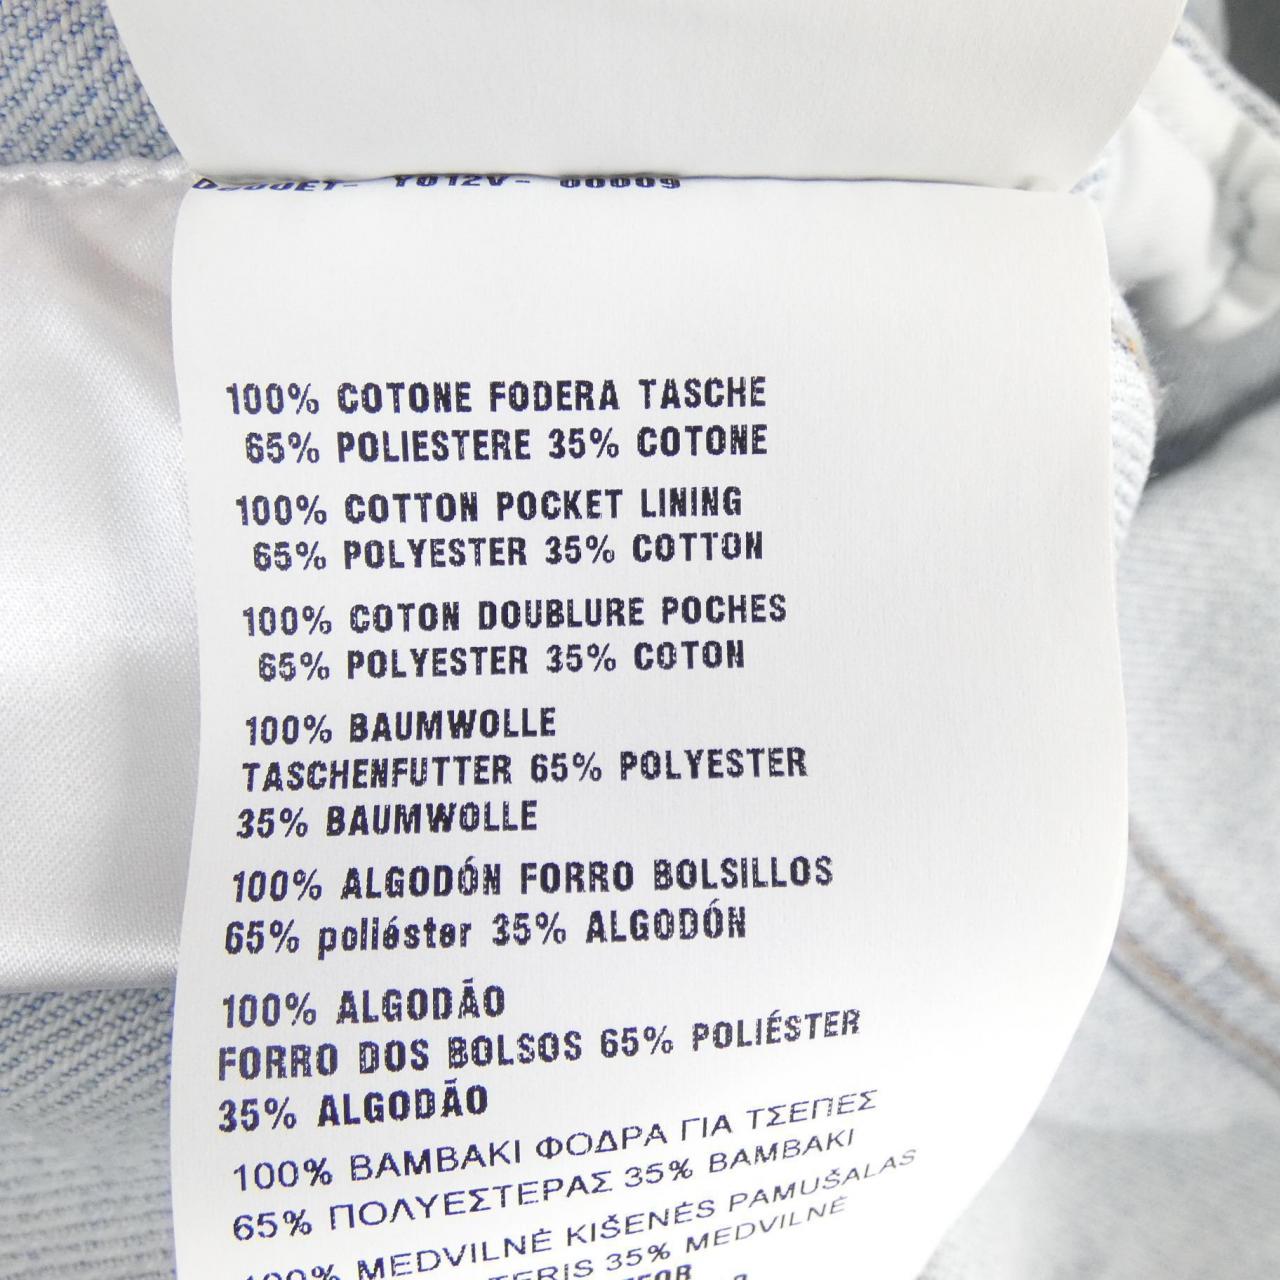 Y012V- 00009
100% COTONE FODERA TASCHE
65% POLIESTERE 35% COTONE
100% COTTON POCKET LINING
65% POLYESTER 35% COTTON
100% COTON DOUBLURE POCHES
65% POLYESTER 35% COTON
100% BAUMWOLLE
TASCHENFUTTER 65% POLYESTER
35% BAUMWOLLE
100% ALGODÓN FORRO BOLSILLOS
65% poliéster 35% ALGODÓN
100% ALGODÃO
FORRO DOS BOLSOS 65% POLIÉSTER
35% ALGODÃO
100% ΒΑΜΒΑΚΙ ΦΟΔΡΑ ΓΙΑ ΤΣΕΠΕΣ
65% ΠΟΛΥΕΣΤΕΡΑΣ 35% ΒΑΜΒΑΚΙ
100% MEDVILNĖ KIŠENĖS PAMUŠALAS
35% MEDVILNĖ